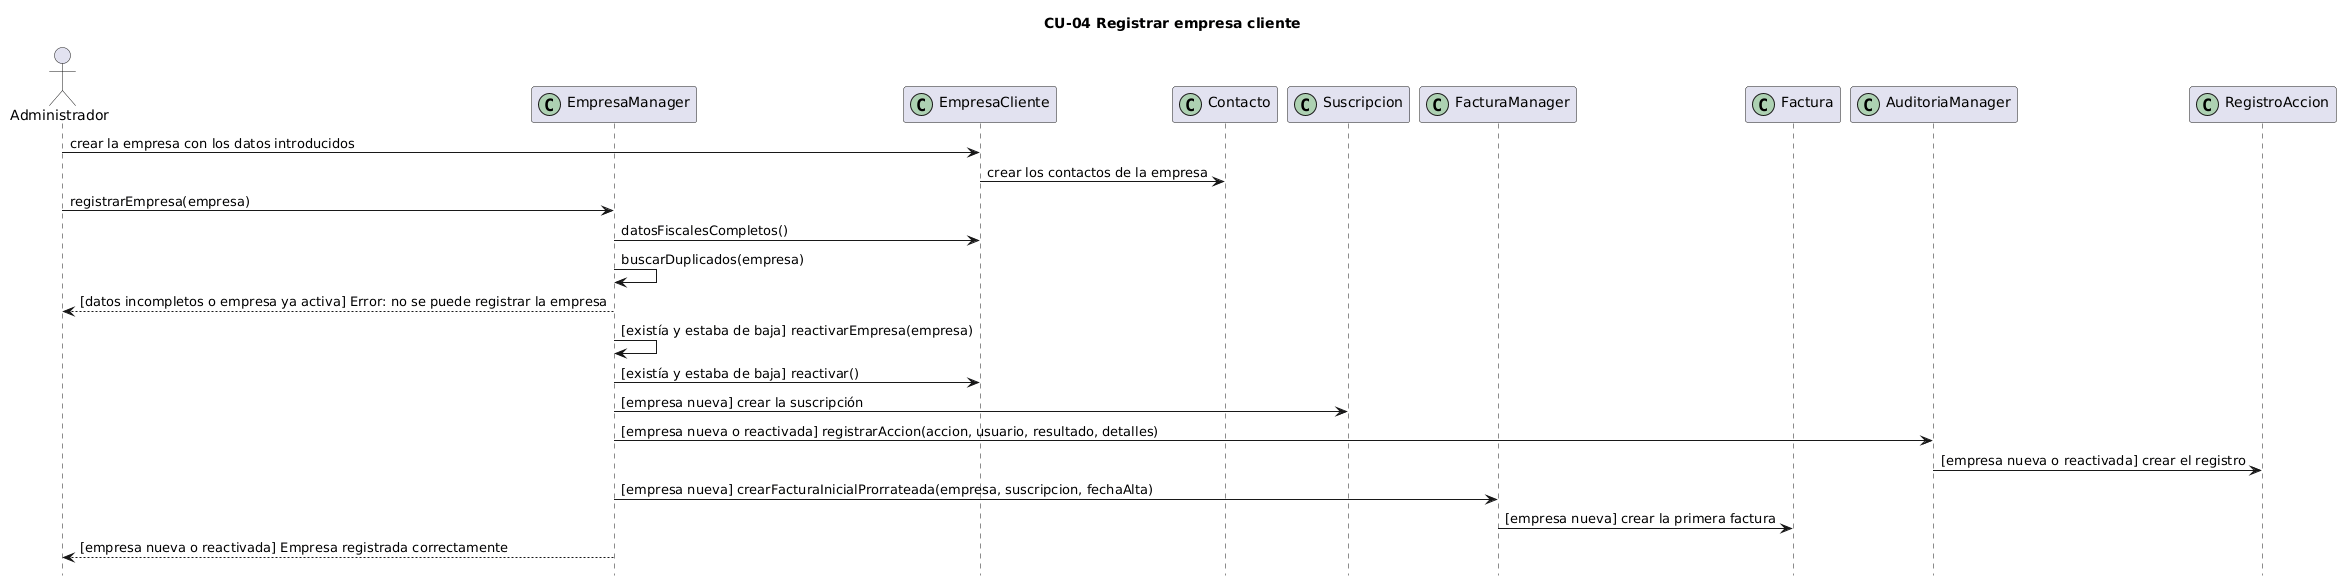 CU-04 Registrar empresa cliente
Administrador
C EmpresaManager
C EmpresaCliente
C Contacto
C Suscripcion
C FacturaManager
C Factura
C AuditoriaManager
C RegistroAccion
crear la empresa con los datos introducidos
crear los contactos de la empresa
registrarEmpresa(empresa)
datosFiscalesCompletos()
buscarDuplicados(empresa)
[datos incompletos o empresa ya activa] Error: no se puede registrar la empresa
[existía y estaba de baja] reactivarEmpresa(empresa)
[existía y estaba de baja] reactivar()
[empresa nueva] crear la suscripción
[empresa nueva o reactivada] registrarAccion(accion, usuario, resultado, detalles)
[empresa nueva o reactivada] crear el registro
[empresa nueva] crearFacturaInicialProrrateada(empresa, suscripcion, fechaAlta)
[empresa nueva] crear la primera factura
[empresa nueva o reactivada] Empresa registrada correctamente